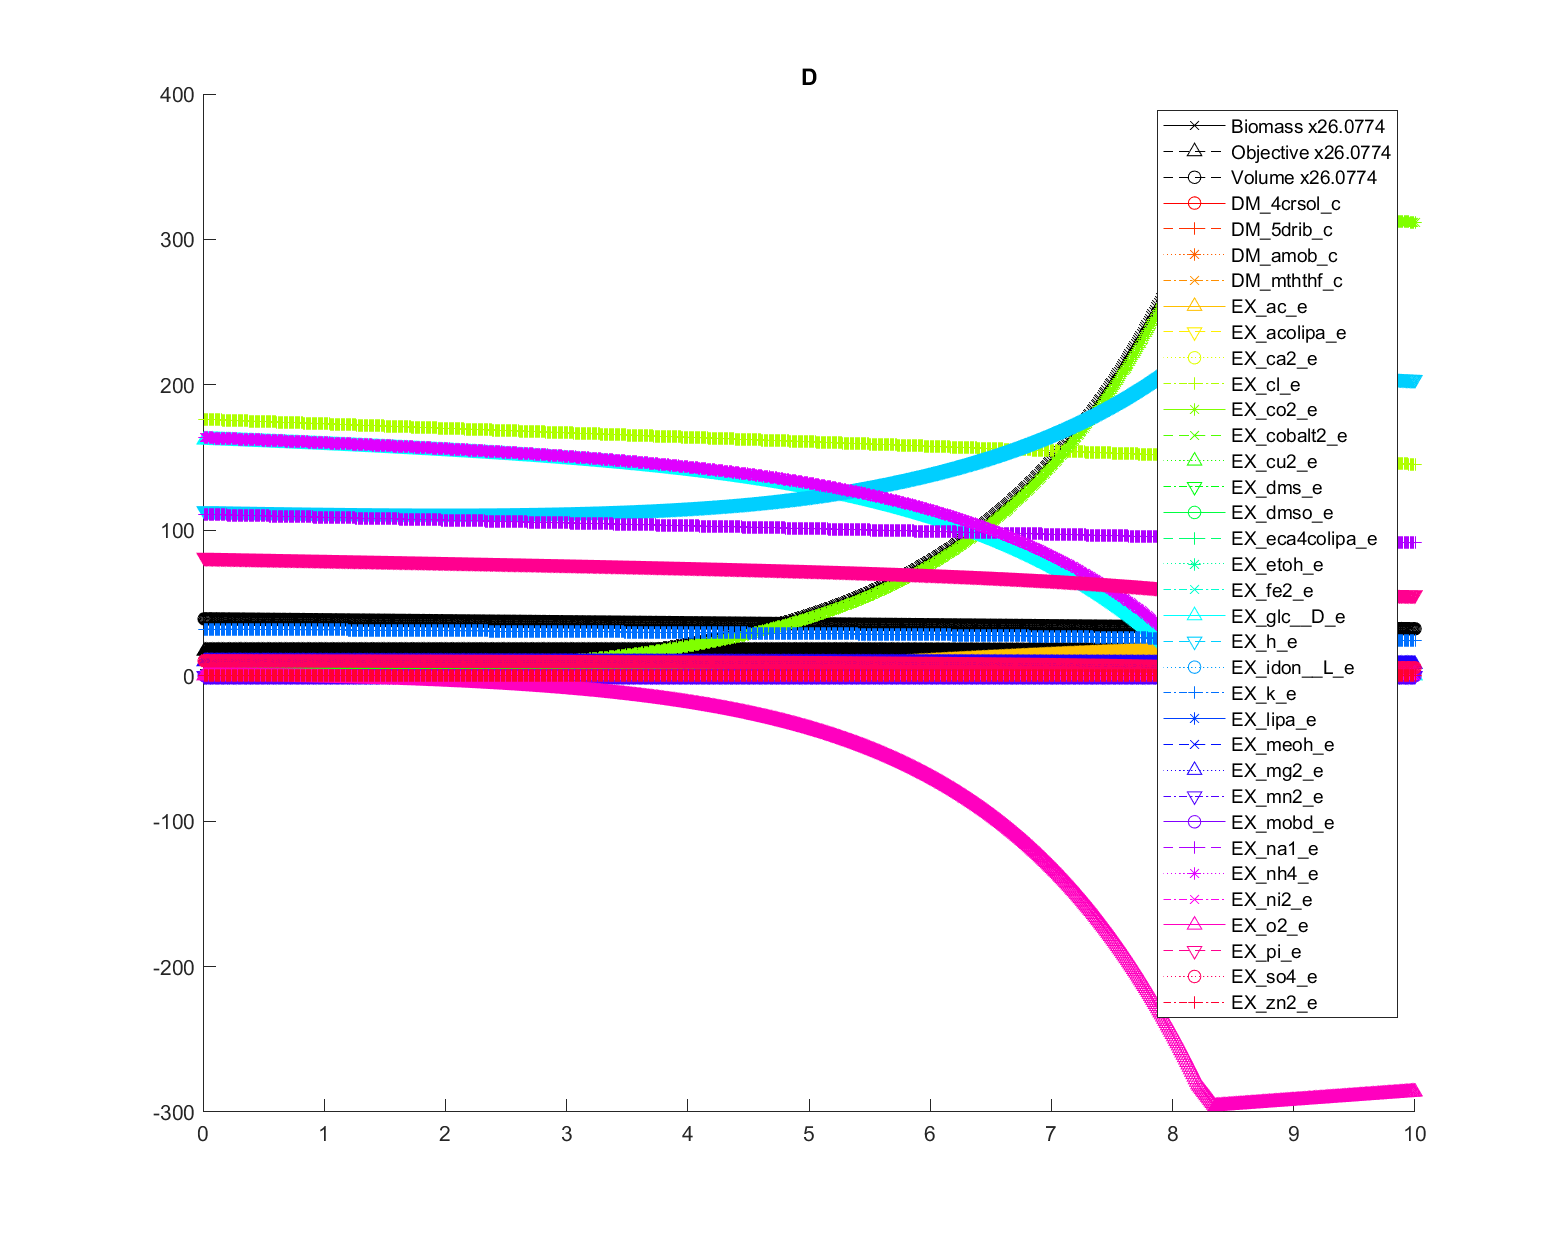 D
400
300
200
100
0
-100
-200
-300
0 1 2 3 4 5 6 7 8 9 10
Biomass x26.0774
Objective x26.0774
Volume x26.0774
DM_4crsol_c
DM_5drib_c
DM_amob_c
DM_mththf_c
EX_ac_e
EX_acolipa_e
EX_ca2_e
EX_cl_e
EX_co2_e
EX_cobalt2_e
EX_cu2_e
EX_dms_e
EX_dmso_e
EX_eca4colipa_e
EX_etoh_e
EX_fe2_e
EX_glc__D_e
EX_h_e
EX_idon__L_e
EX_k_e
EX_lipa_e
EX_meoh_e
EX_mg2_e
EX_mn2_e
EX_mobd_e
EX_na1_e
EX_nh4_e
EX_ni2_e
EX_o2_e
EX_pi_e
EX_so4_e
EX_zn2_e